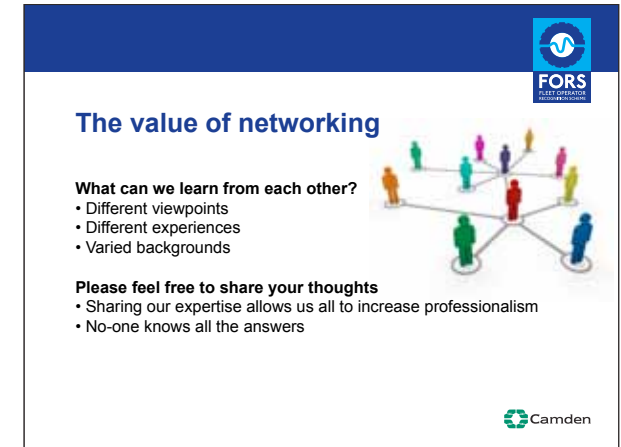 FORS
FLEET OPERATOR
RECOGNITION SCHEME
The value of networking
What can we learn from each other?
• Different viewpoints
• Different experiences
• Varied backgrounds
Please feel free to share your thoughts
• Sharing our expertise allows us all to increase professionalism
• No-one knows all the answers
Camden